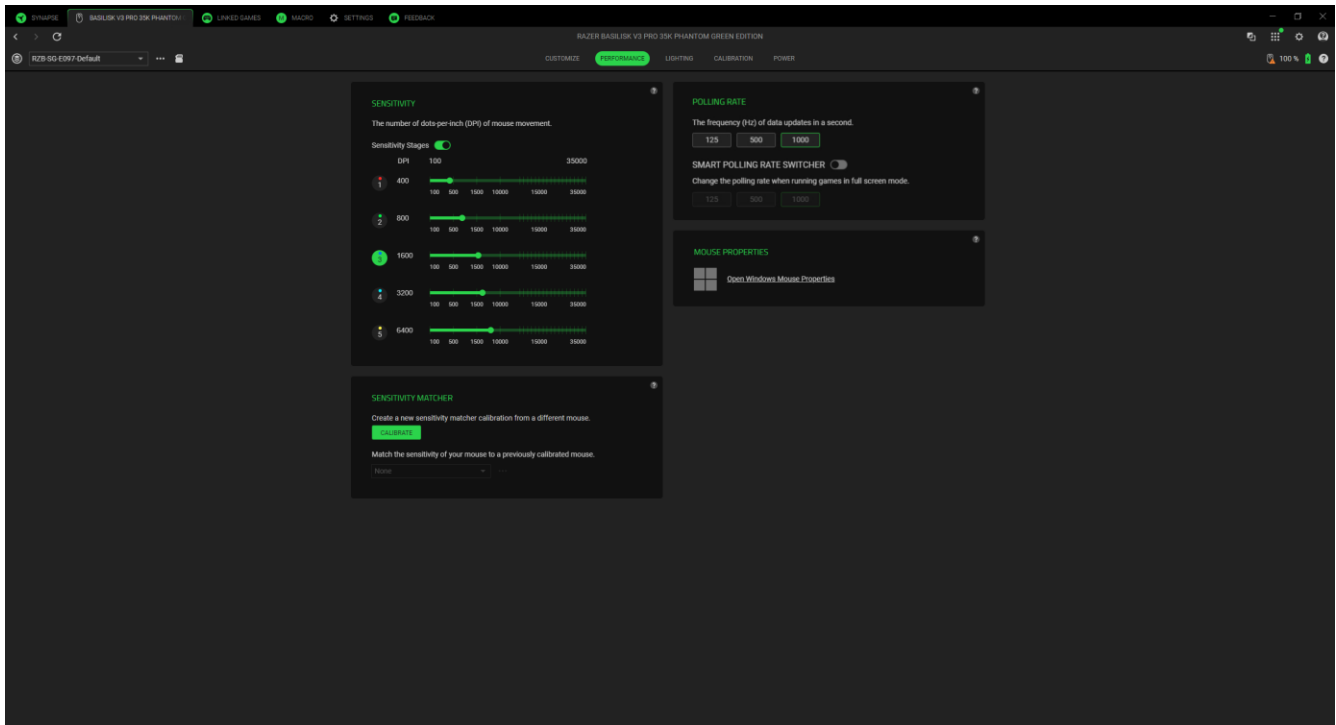 SYNAPSE BASILISK V3 PRO 35K PHANTOM LINKED GAMES MACRO SETTINGS FEEDBACK
RAZER BASILISK V3 PRO 35K PHANTOM GREEN EDITION
RZB-SG-E097-Default CUSTOMIZE PERFORMANCE LIGHTING CALIBRATION POWER 100 %
SENSITIVITY
The number of dots-per-inch (DPI) of mouse movement.
Sensitivity Stages
DPI 100 35000
1 400
100 500 1500 10000 15000 35000
2 800
100 500 1500 10000 15000 35000
3 1600
100 500 1500 10000 15000 35000
4 3200
100 500 1500 10000 15000 35000
5 6400
100 500 1500 10000 15000 35000
SENSITIVITY MATCHER
Create a new sensitivity matcher calibration from a different mouse.
CALIBRATE
Match the sensitivity of your mouse to a previously calibrated mouse.
None
POLLING RATE
The frequency (Hz) of data updates in a second.
125 500 1000
SMART POLLING RATE SWITCHER
Change the polling rate when running games in full screen mode.
125 500 1000
MOUSE PROPERTIES
Open Windows Mouse Properties